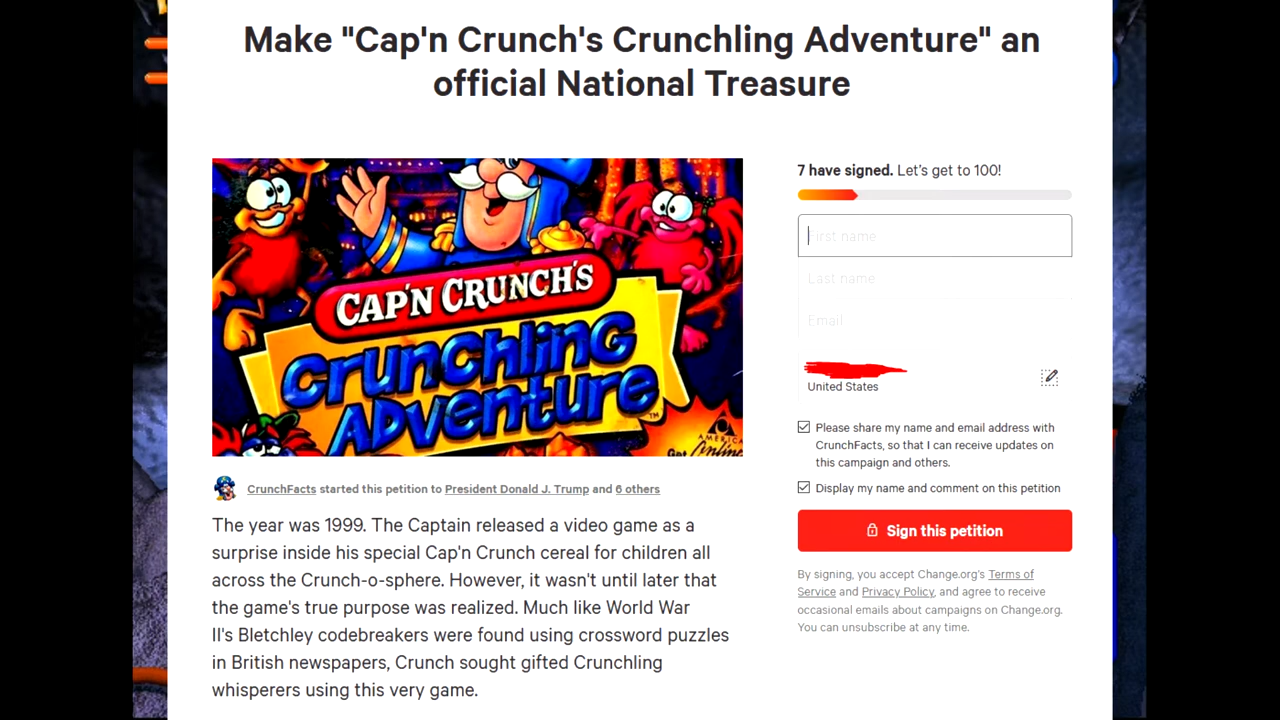 Make "Cap'n Crunch's Crunchling Adventure" an
official National Treasure
CAP'N CRUNCH'S
Crunchling
Adventure
TM
AMERICA
Online
CrunchFacts started this petition to President Donald J. Trump and 6 others
The year was 1999. The Captain released a video game as a
surprise inside his special Cap'n Crunch cereal for children all
across the Crunch-o-sphere. However, it wasn't until later that
the game's true purpose was realized. Much like World War
II's Bletchley codebreakers were found using crossword puzzles
in British newspapers, Crunch sought gifted Crunchling
whisperers using this very game.
7 have signed. Let's get to 100!
First name
Last name
Email
United States
Please share my name and email address with
CrunchFacts, so that I can receive updates on
this campaign and others.
Display my name and comment on this petition
Sign this petition
By signing, you accept Change.org's Terms of
Service and Privacy Policy, and agree to receive
occasional emails about campaigns on Change.org.
You can unsubscribe at any time.